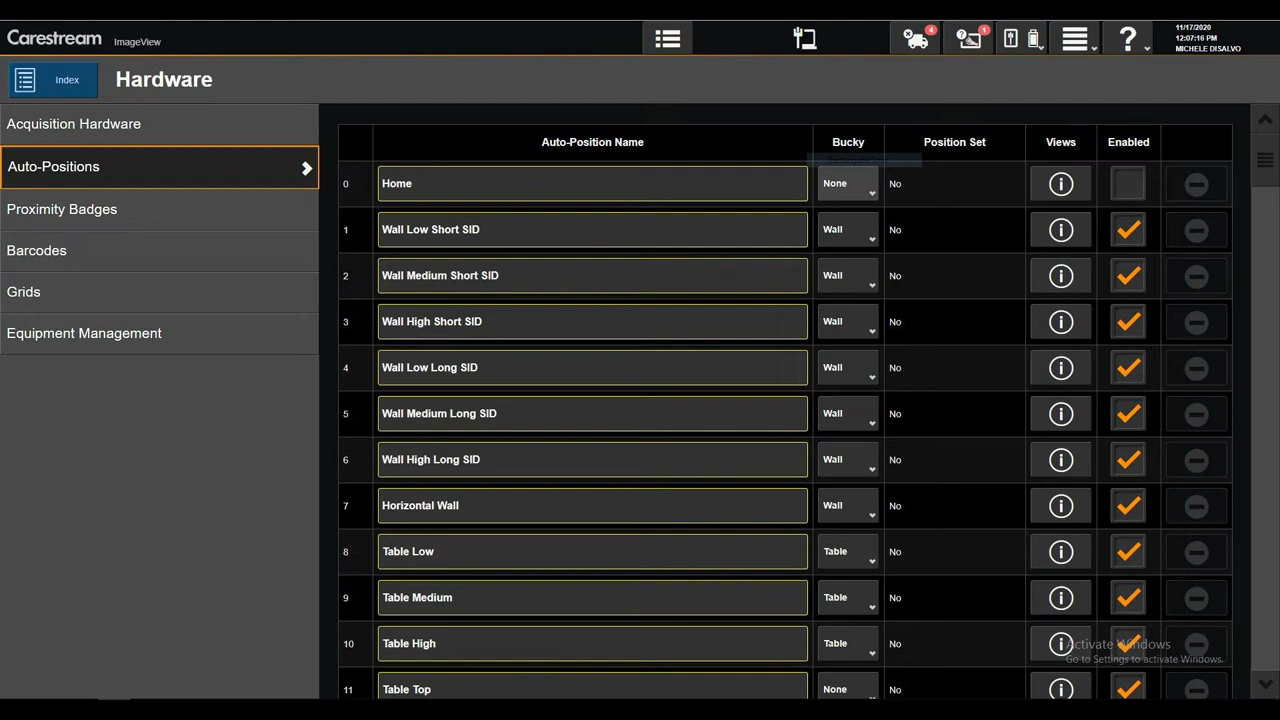 Carestream ImageView
4
1
?
11/17/2020
12:07:16 PM
MICHELE DISALVO
Index
Hardware
Acquisition Hardware
Auto-Positions
Proximity Badges
Barcodes
Grids
Equipment Management
Auto-Position Name Bucky Position Set Views Enabled
0 Home None No
1 Wall Low Short SID Wall No
2 Wall Medium Short SID Wall No
3 Wall High Short SID Wall No
4 Wall Low Long SID Wall No
5 Wall Medium Long SID Wall No
6 Wall High Long SID Wall No
7 Horizontal Wall Wall No
8 Table Low Table No
9 Table Medium Table No
10 Table High Table No
11 Table Top None No
Activate Windows
Go to Settings to activate Windows.